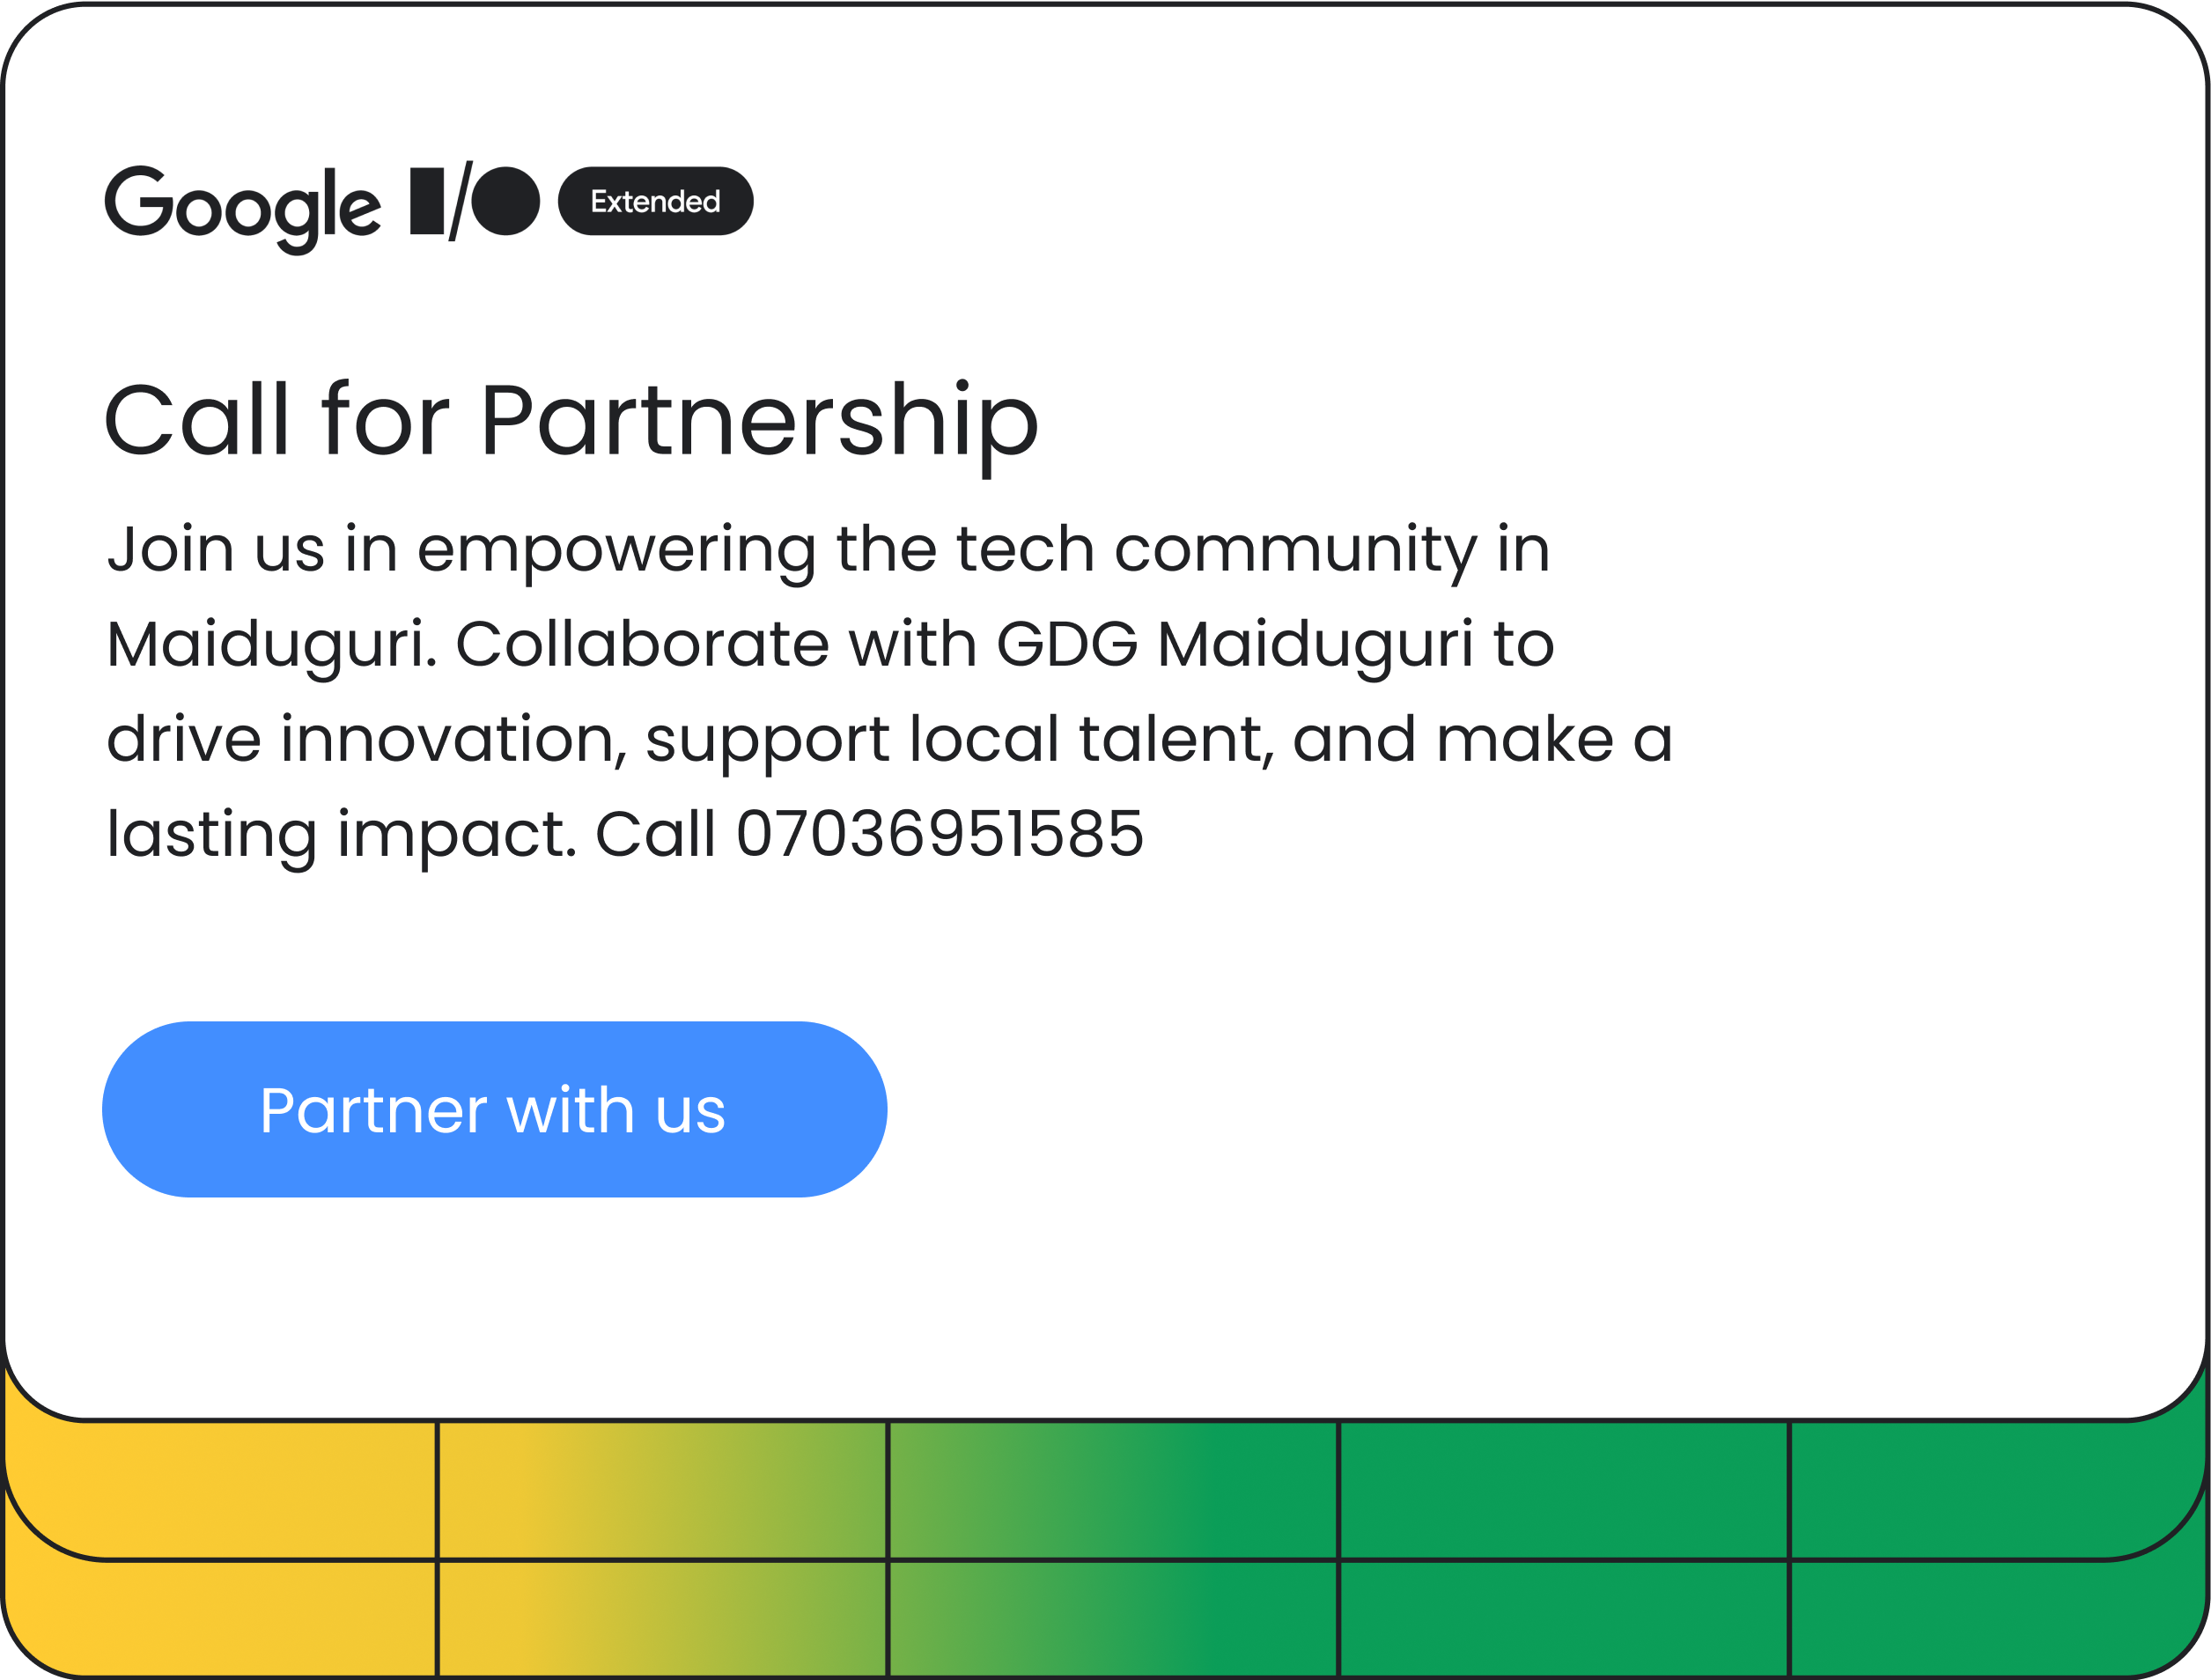 Google I/O Extended
Call for Partnership
Join us in empowering the tech community in
Maiduguri. Collaborate with GDG Maiduguri to
drive innovation, support local talent, and make a
lasting impact. Call 07036951585
Partner with us